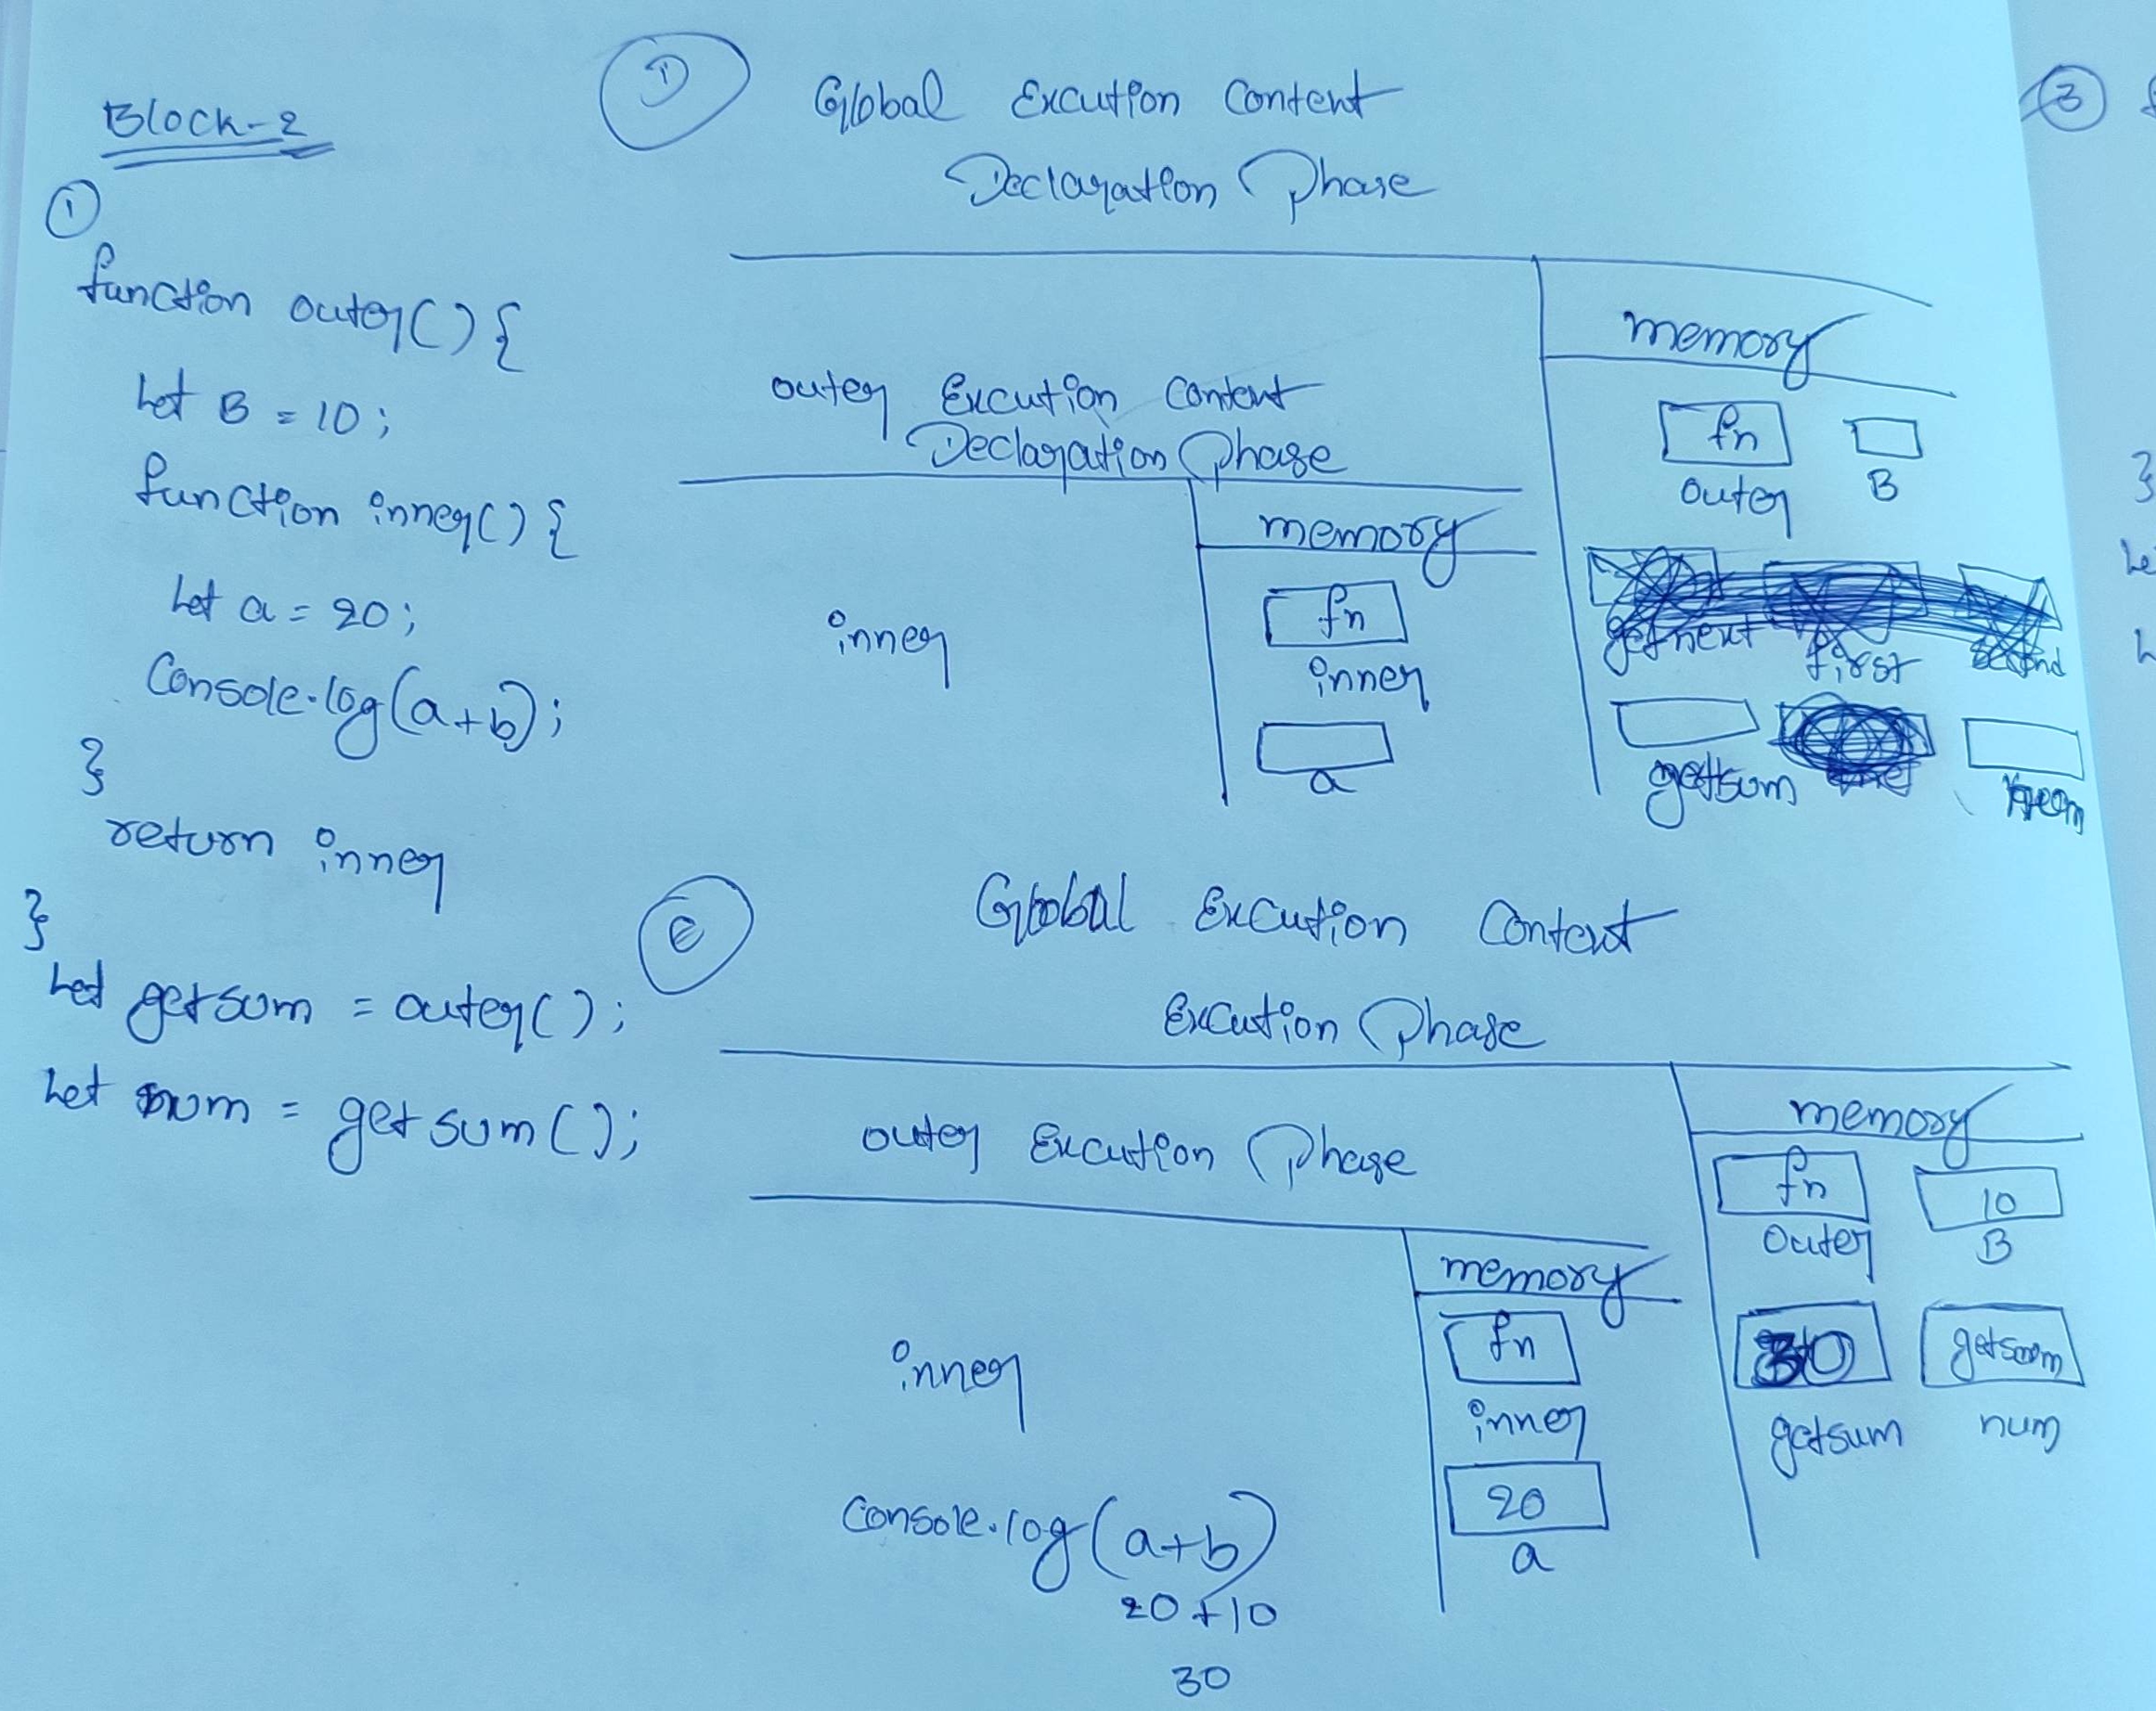 Block-2
①
function outer() {
let B = 10;
function inner() {
let a = 20;
Console.log(a+b);
}
return inner
}
let getsum = outer();
let num = getsum();
D
Global Excution Content
Declaration Phase
memory
fn
outer
B
outer Excution Content
Declaration Phase
memory
inner
fn
inner
a
getnext first second
getsum
E
Global Excution Content
Excution Phase
memory
fn 10
outer B
30 getsum
getsum num
outer Excution Phase
memory
inner
fn
inner
20
a
Console.log(a+b)
20+10
30
3
}